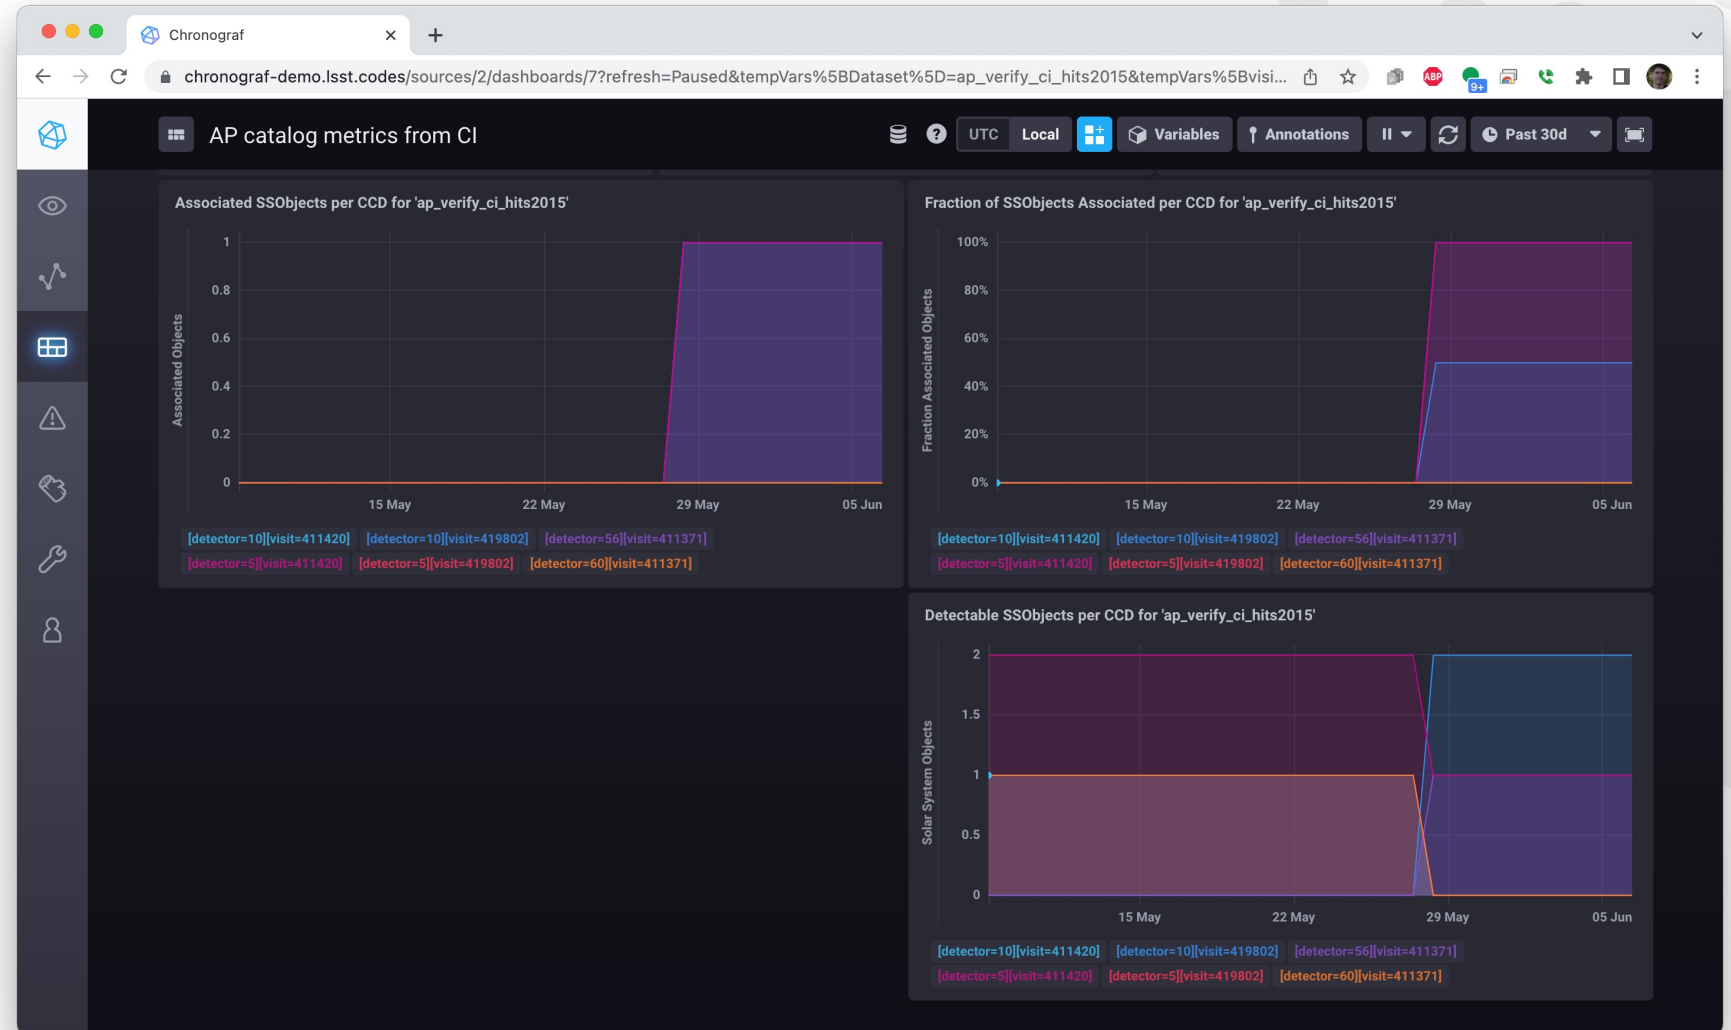 Chronograf
chronograf-demo.lsst.codes/sources/2/dashboards/7?refresh=Paused&tempVars%5BDataset%5D=ap_verify_ci_hits2015&tempVars%5Bvisi...
ABP
9+
AP catalog metrics from CI
?
UTC Local
Variables
Annotations
Past 30d
Associated SSObjects per CCD for 'ap_verify_ci_hits2015'
Associated Objects
1
0.8
0.6
0.4
0.2
0
15 May 22 May 29 May 05 Jun
[detector=10][visit=411420] [detector=10][visit=419802] [detector=56][visit=411371]
[detector=5][visit=411420] [detector=5][visit=419802] [detector=60][visit=411371]
Fraction of SSObjects Associated per CCD for 'ap_verify_ci_hits2015'
Fraction Associated Objects
100%
80%
60%
40%
20%
0%
15 May 22 May 29 May 05 Jun
[detector=10][visit=411420] [detector=10][visit=419802] [detector=56][visit=411371]
[detector=5][visit=411420] [detector=5][visit=419802] [detector=60][visit=411371]
Detectable SSObjects per CCD for 'ap_verify_ci_hits2015'
Solar System Objects
2
1.5
1
0.5
0
15 May 22 May 29 May 05 Jun
[detector=10][visit=411420] [detector=10][visit=419802] [detector=56][visit=411371]
[detector=5][visit=411420] [detector=5][visit=419802] [detector=60][visit=411371]